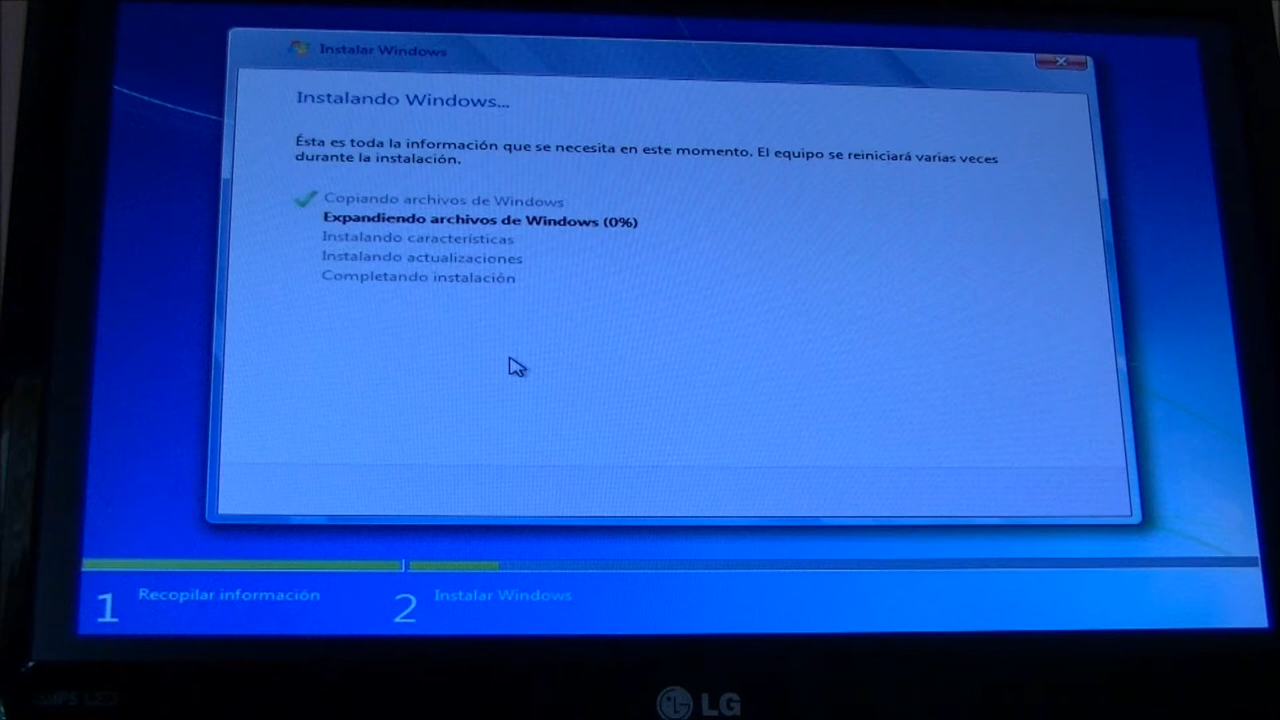 Instalar Windows
Instalando Windows...
Ésta es toda la información que se necesita en este momento. El equipo se reiniciará varias veces
durante la instalación.
Copiando archivos de Windows
Expandiendo archivos de Windows (0%)
Instalando características
Instalando actualizaciones
Completando instalación
1 Recopilar información
2 Instalar Windows
LG